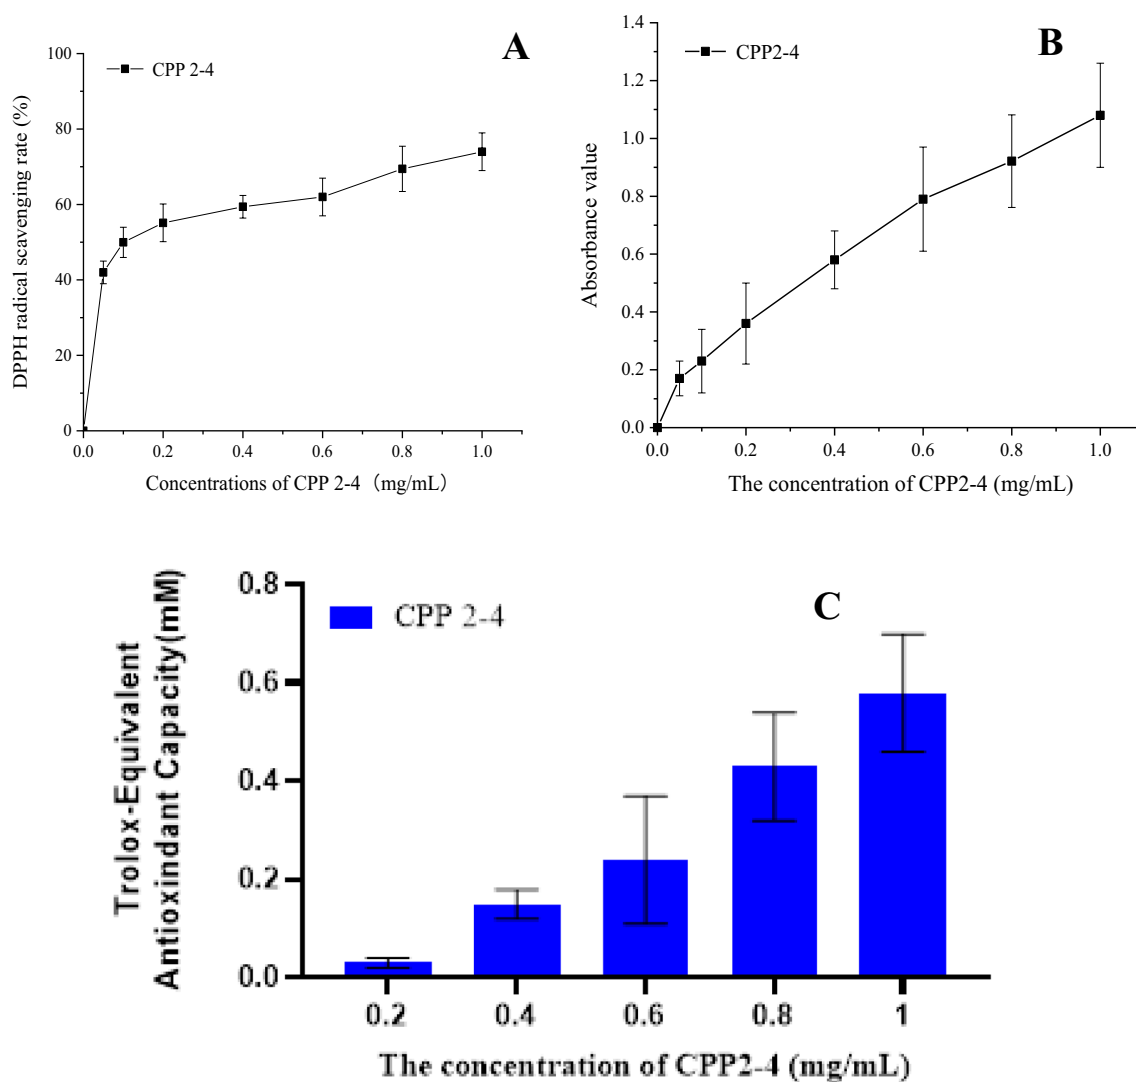 A
CPP 2-4
DPPH radical scavenging rate (%)
100
80
60
40
20
0
0.0 0.2 0.4 0.6 0.8 1.0
Concentrations of CPP 2-4（mg/mL）
B
CPP2-4
Absorbance value
1.4
1.2
1.0
0.8
0.6
0.4
0.2
0.0
0.0 0.2 0.4 0.6 0.8 1.0
The concentration of CPP2-4 (mg/mL)
C
CPP 2-4
Trolox-Equivalent
Antioxindant Capacity(mM)
0.8
0.6
0.4
0.2
0.0
0.2 0.4 0.6 0.8 1
The concentration of CPP2-4 (mg/mL)